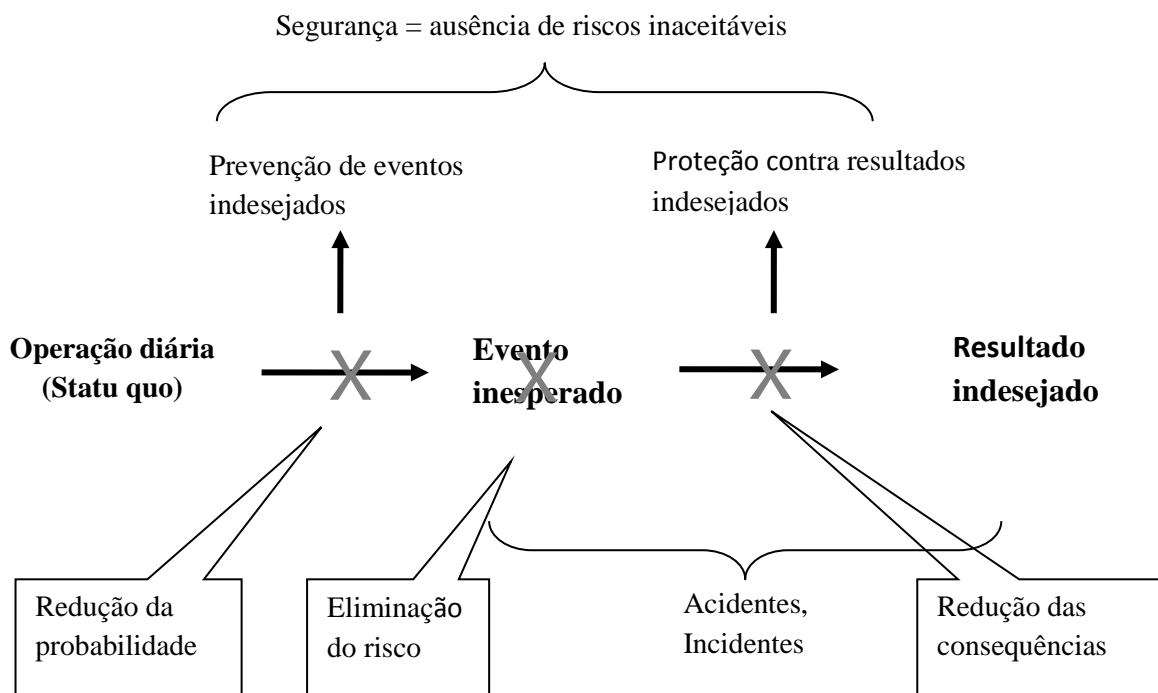 Segurança = ausência de riscos inaceitáveis
Prevenção de eventos
indesejados
Proteção contra resultados
indesejados
Operação diária
(Statu quo)
X
Evento
inesperado
X
X
Resultado
indesejado
Redução da
probabilidade
Eliminação
do risco
Acidentes,
Incidentes
Redução das
consequências